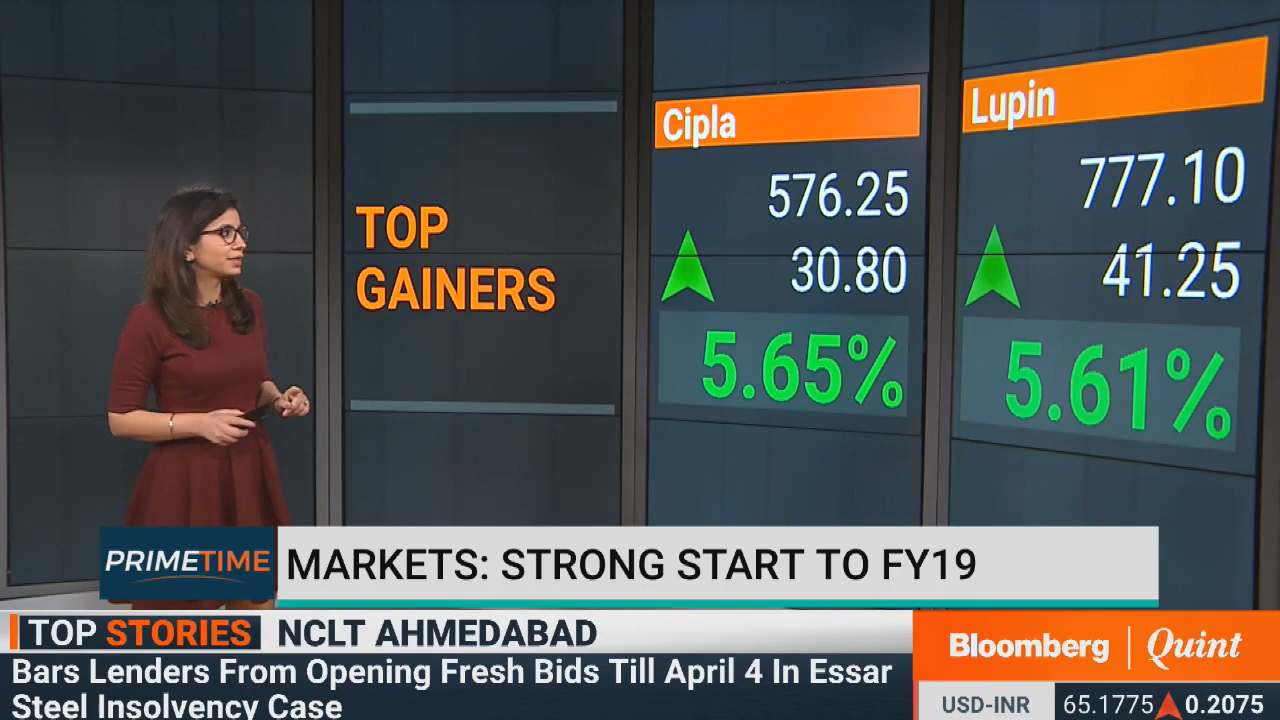 TOP
GAINERS
Cipla
576.25
30.80
5.65%
Lupin
777.10
41.25
5.61%
PRIMETIME
MARKETS: STRONG START TO FY19
TOP STORIES NCLT AHMEDABAD
Bars Lenders From Opening Fresh Bids Till April 4 In Essar
Steel Insolvency Case
Bloomberg | Quint
USD-INR 65.1775 0.2075